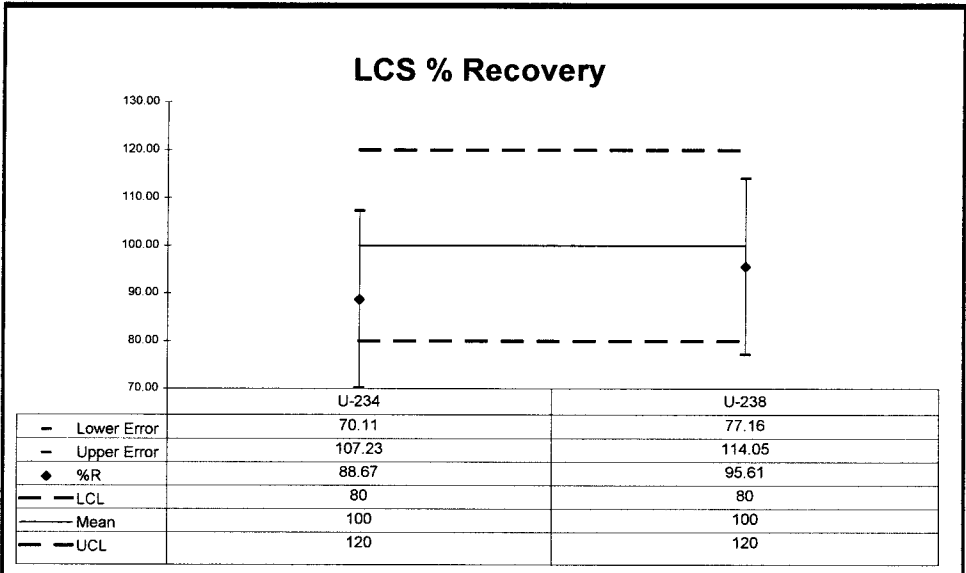 LCS % Recovery
130.00
120.00
110.00
100.00
90.00
80.00
70.00
U-234 U-238
Lower Error 70.11 77.16
Upper Error 107.23 114.05
%R 88.67 95.61
LCL 80 80
Mean 100 100
UCL 120 120